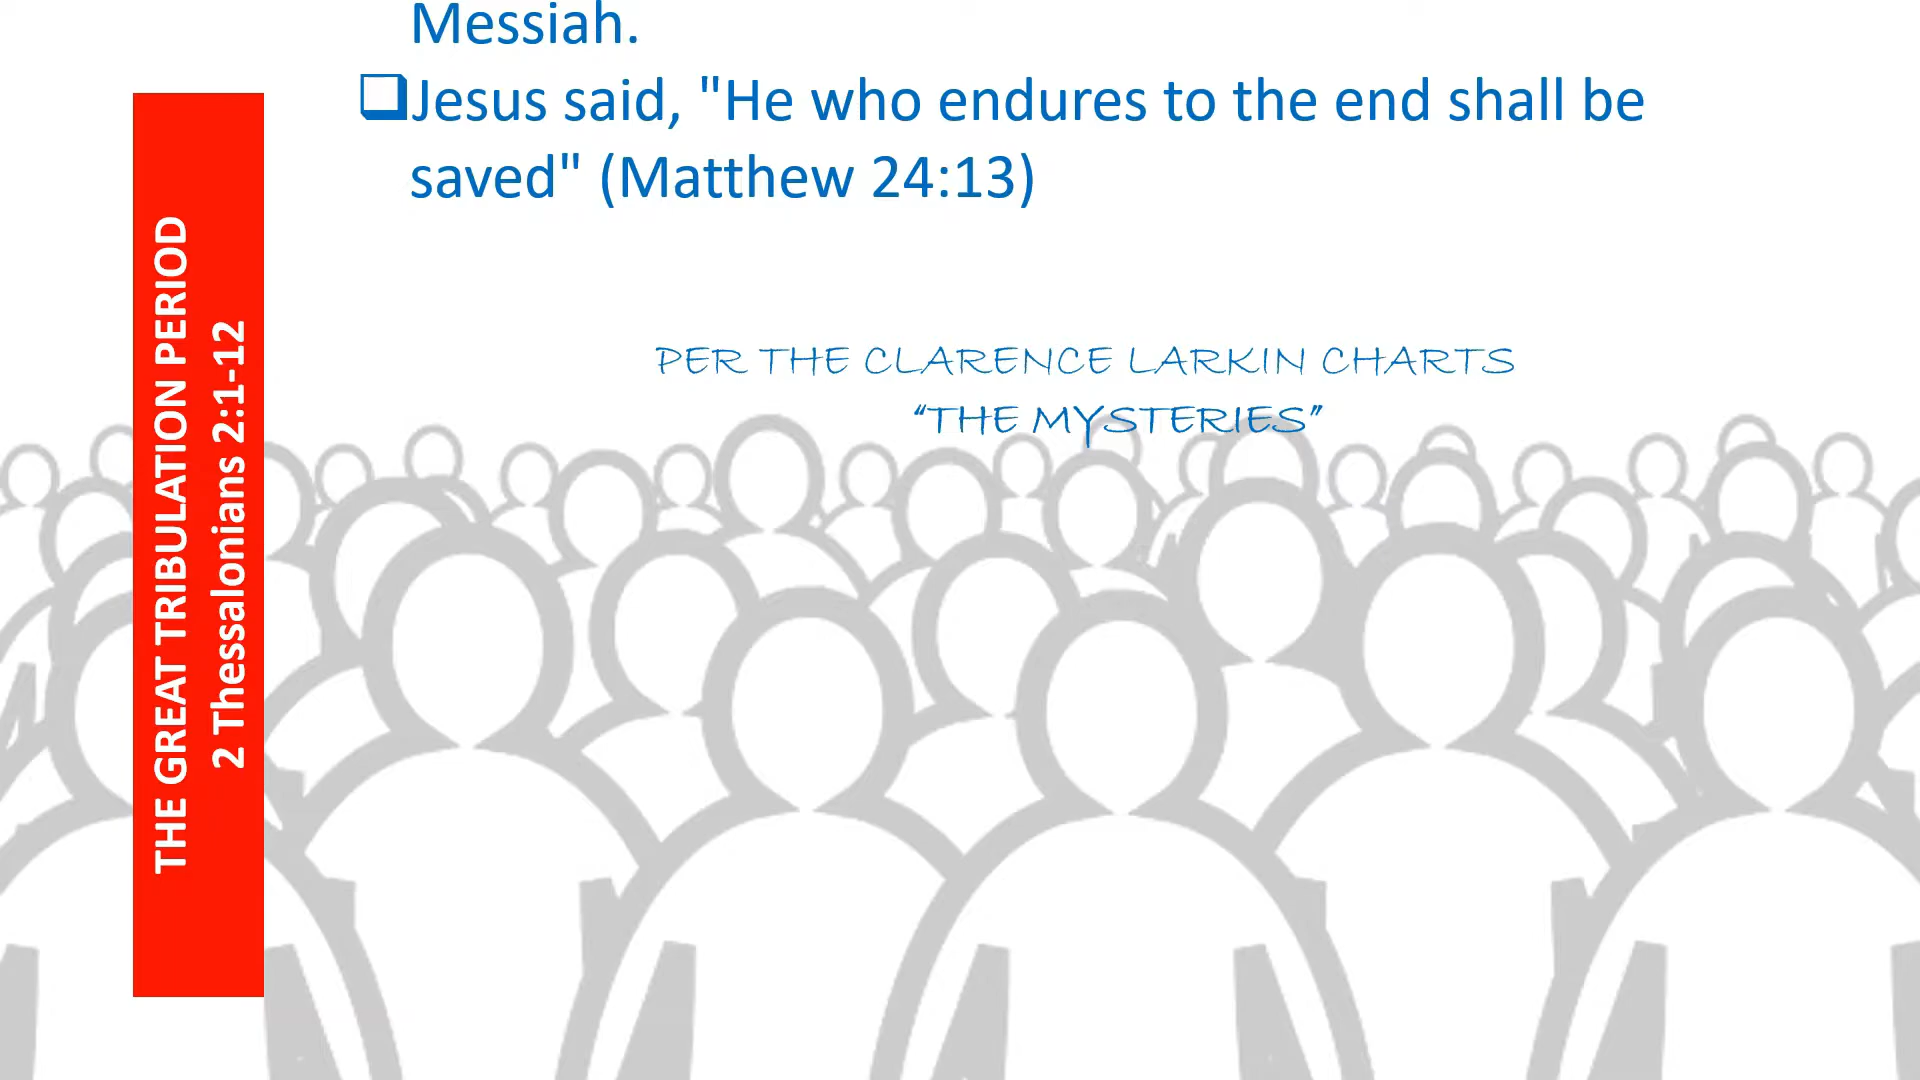 Messiah.
Jesus said, "He who endures to the end shall be
saved" (Matthew 24:13)
PER THE CLARENCE LARKIN CHARTS
“THE MYSTERIES”
THE GREAT TRIBULATION PERIOD
2 Thessalonians 2:1-12